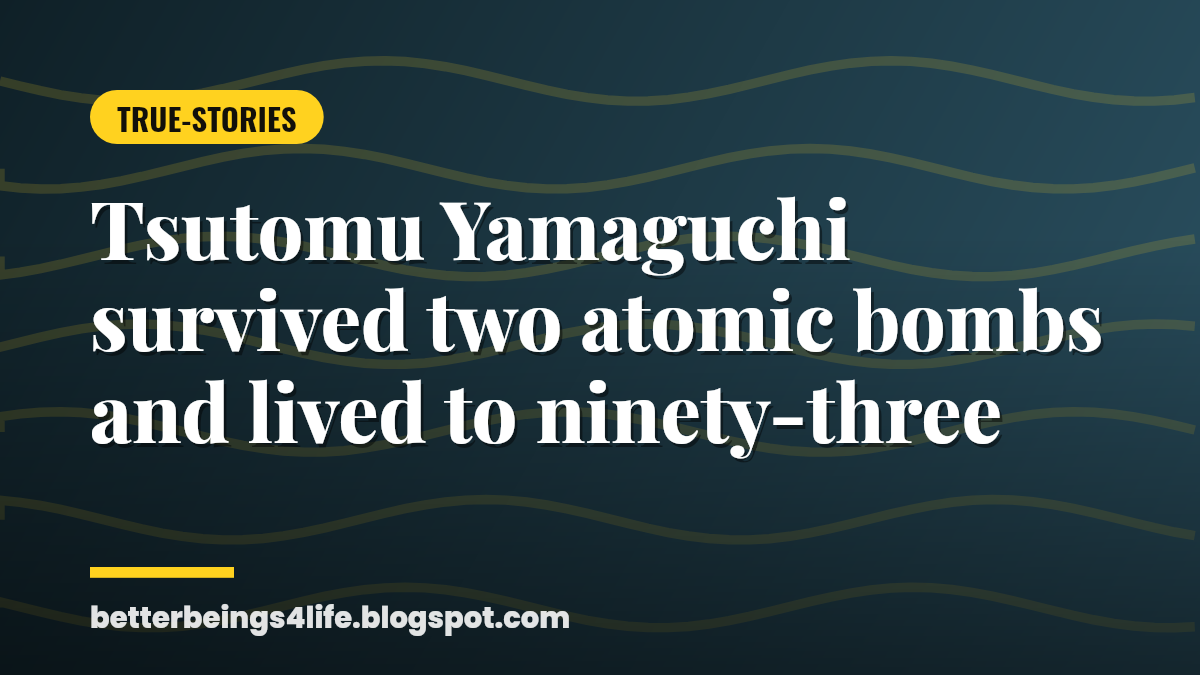 TRUE-STORIES
Tsutomu Yamaguchi
survived two atomic bombs
and lived to ninety-three
betterbeings4life.blogspot.com